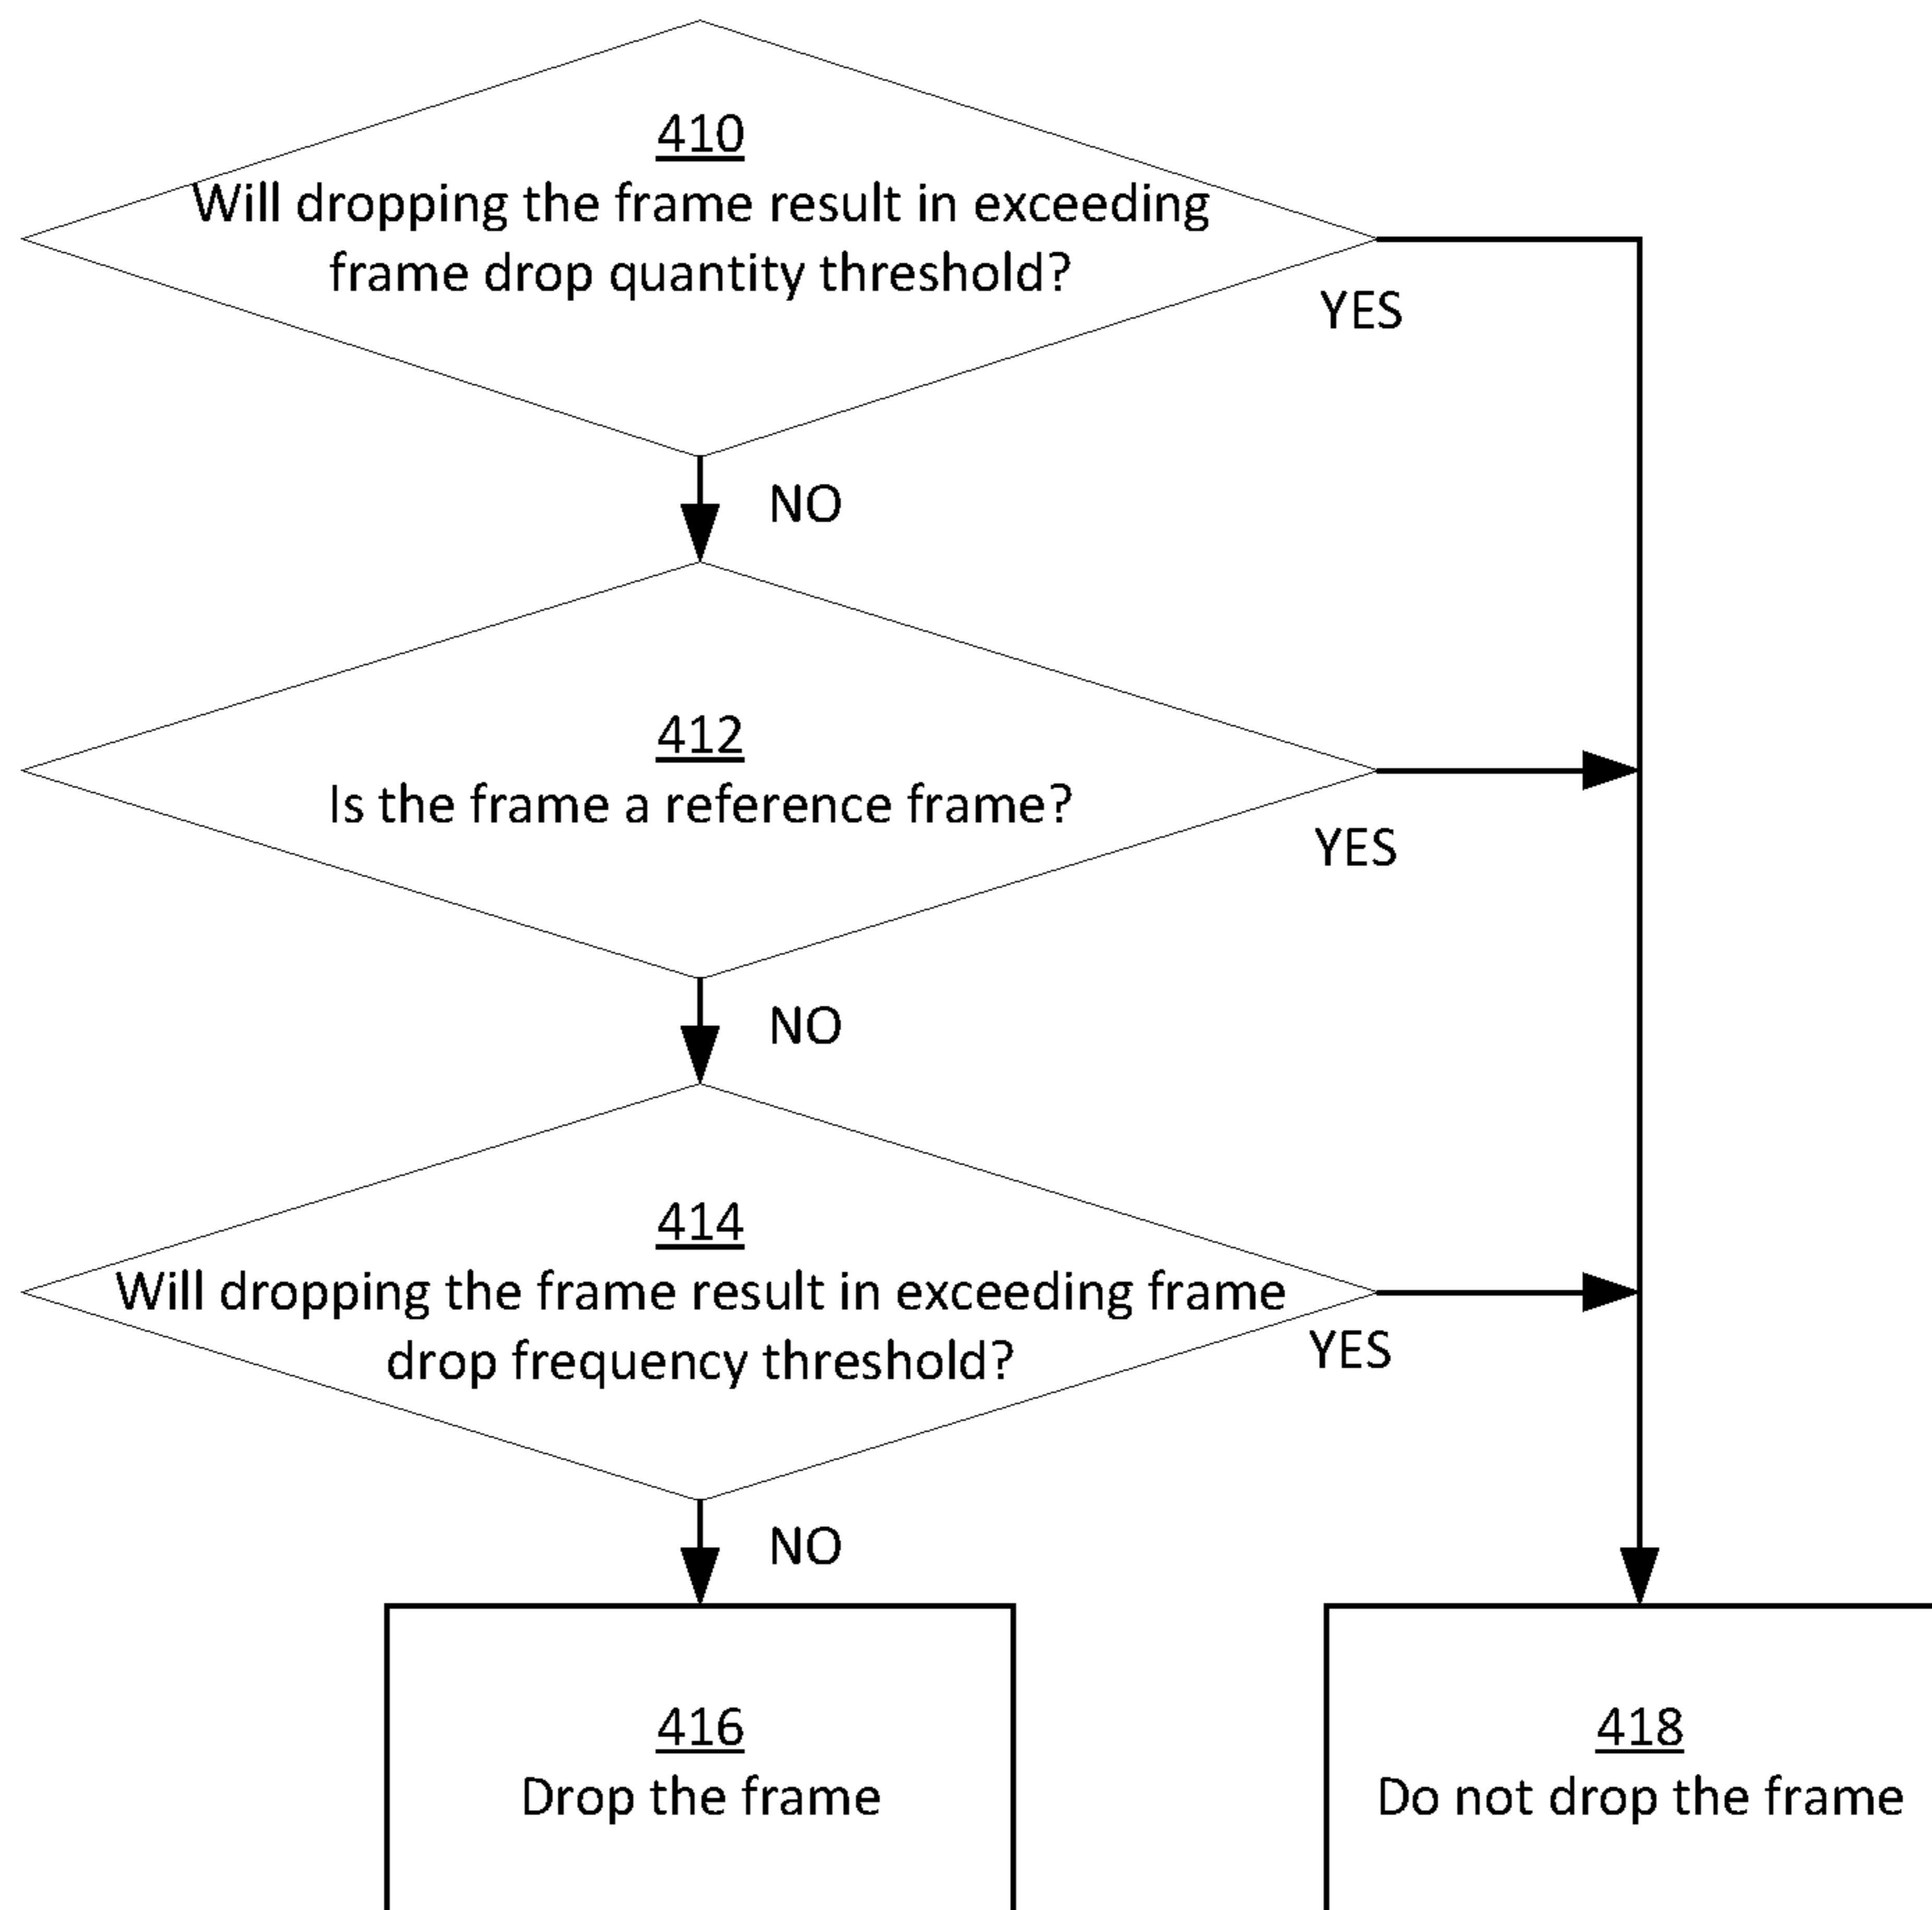 410
Will dropping the frame result in exceeding
frame drop quantity threshold?
YES
NO
412
Is the frame a reference frame?
YES
NO
414
Will dropping the frame result in exceeding frame
drop frequency threshold?
YES
NO
416
Drop the frame
418
Do not drop the frame